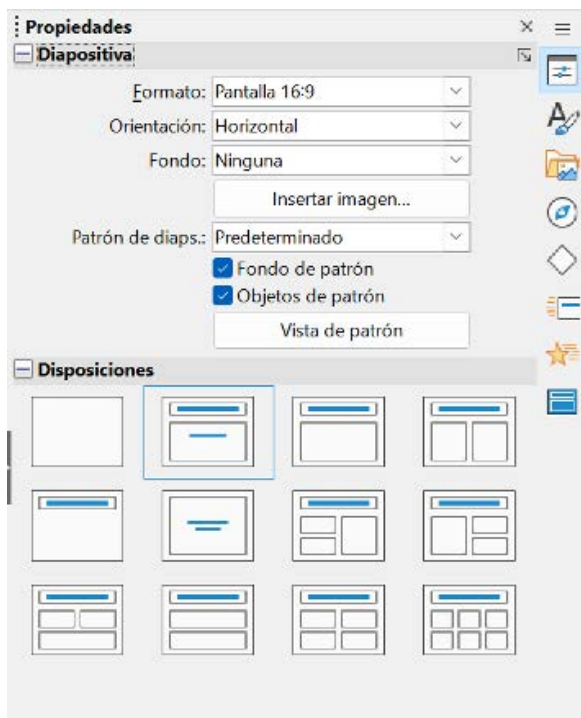 Propiedades
Diapositiva
Formato: Pantalla 16:9
Orientación: Horizontal
Fondo: Ninguna
Insertar imagen...
Patrón de diaps.: Predeterminado
Fondo de patrón
Objetos de patrón
Vista de patrón
Disposiciones